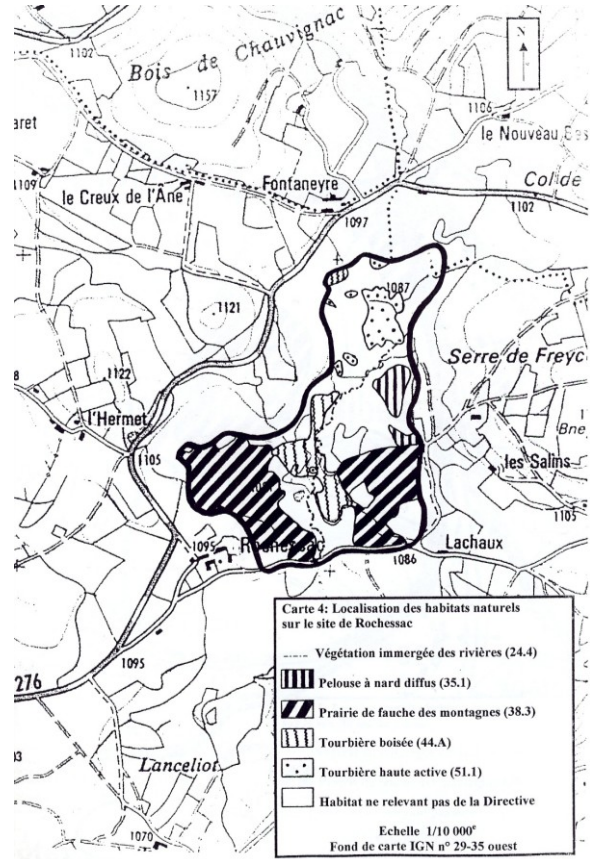 1102
Bois de Chauvignac
N
1157
aret
1106
le Nouveau Bas
1109
le Creux de l'Ane
Fontaneyre
Col de
1097
1102
1087
1121
Serre de Freyc
8
1122
l'Hermet
Bne
1105
les Salins
1105
1095
Lachaux
1086
1095
276
Lanceliot
1070
Carte 4: Localisation des habitats naturels
sur le site de Rochessac
Végétation immergée des rivières (24.4)
Pelouse à nard diffus (35.1)
Prairie de fauche des montagnes (38.3)
Tourbière boisée (44.A)
Tourbière haute active (51.1)
Habitat ne relevant pas de la Directive
Echelle 1/10 000e
Fond de carte IGN n° 29-35 ouest